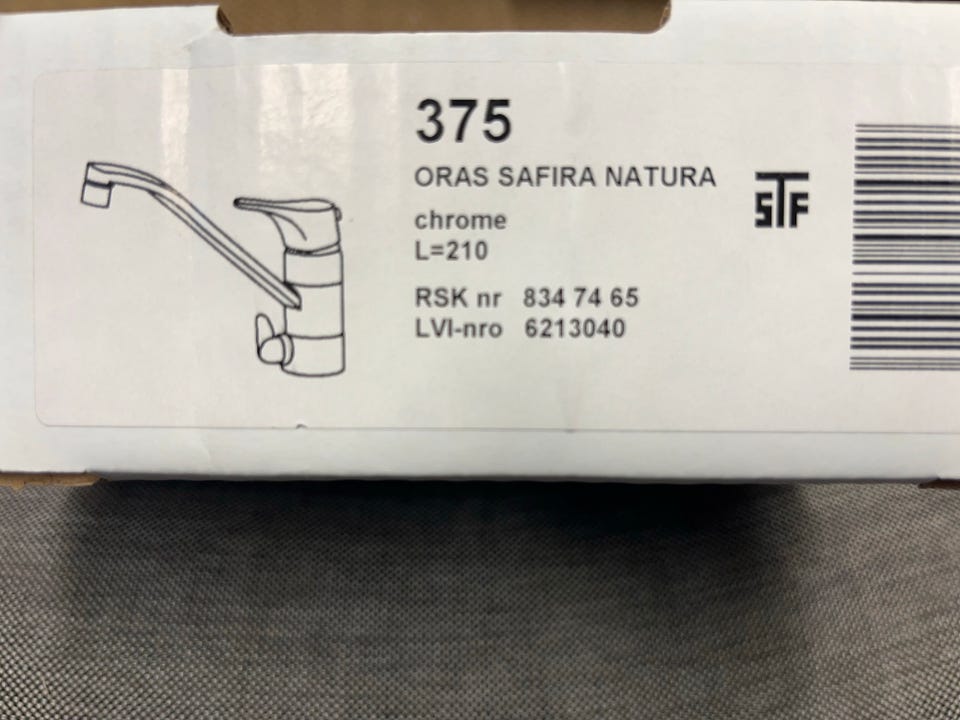 375
ORAS SAFIRA NATURA
STF
chrome
L=210
RSK nr 834 74 65
LVI-nro 6213040